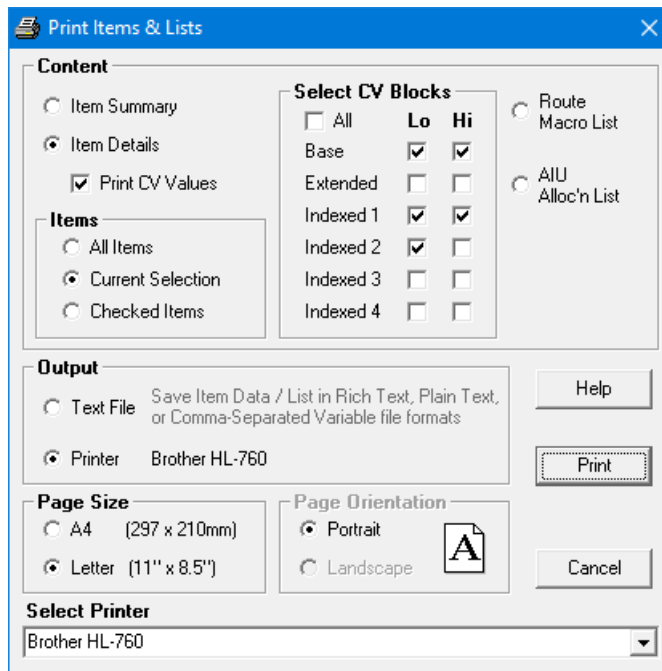 Print Items & Lists
Content
Item Summary
Item Details
Print CV Values
Items
All Items
Current Selection
Checked Items
Select CV Blocks
All Lo Hi
Base
Extended
Indexed 1
Indexed 2
Indexed 3
Indexed 4
Route
Macro List
AIU
Alloc'n List
Output
Text File
Save Item Data / List in Rich Text, Plain Text,
or Comma-Separated Variable file formats
Printer Brother HL-760
Help
Print
Page Size
A4 (297 x 210mm)
Letter (11" x 8.5")
Page Orientation
Portrait
Landscape
A
Cancel
Select Printer
Brother HL-760